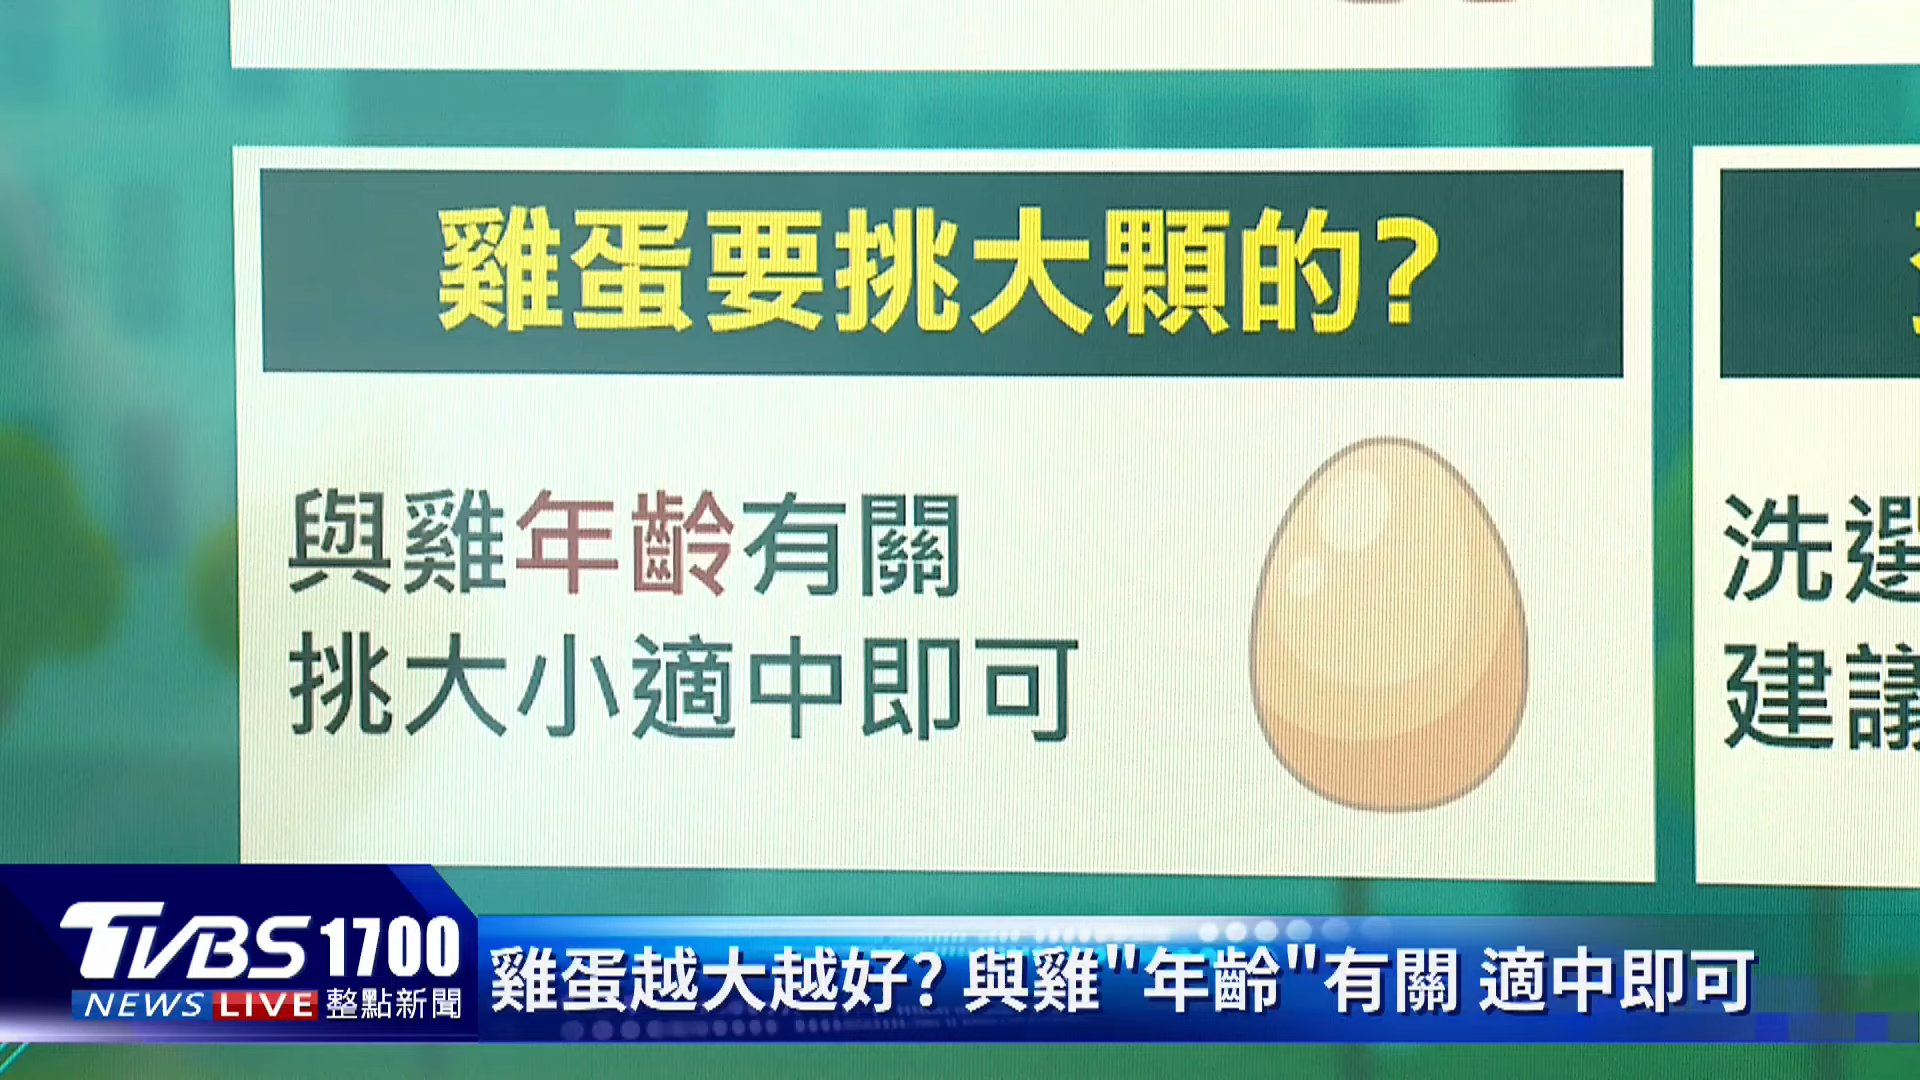 雞蛋要挑大顆的?
與雞年齡有關
挑大小適中即可
洗選
建議
TVBS 1700
NEWS LIVE 整點新聞
雞蛋越大越好? 與雞"年齡"有關 適中即可